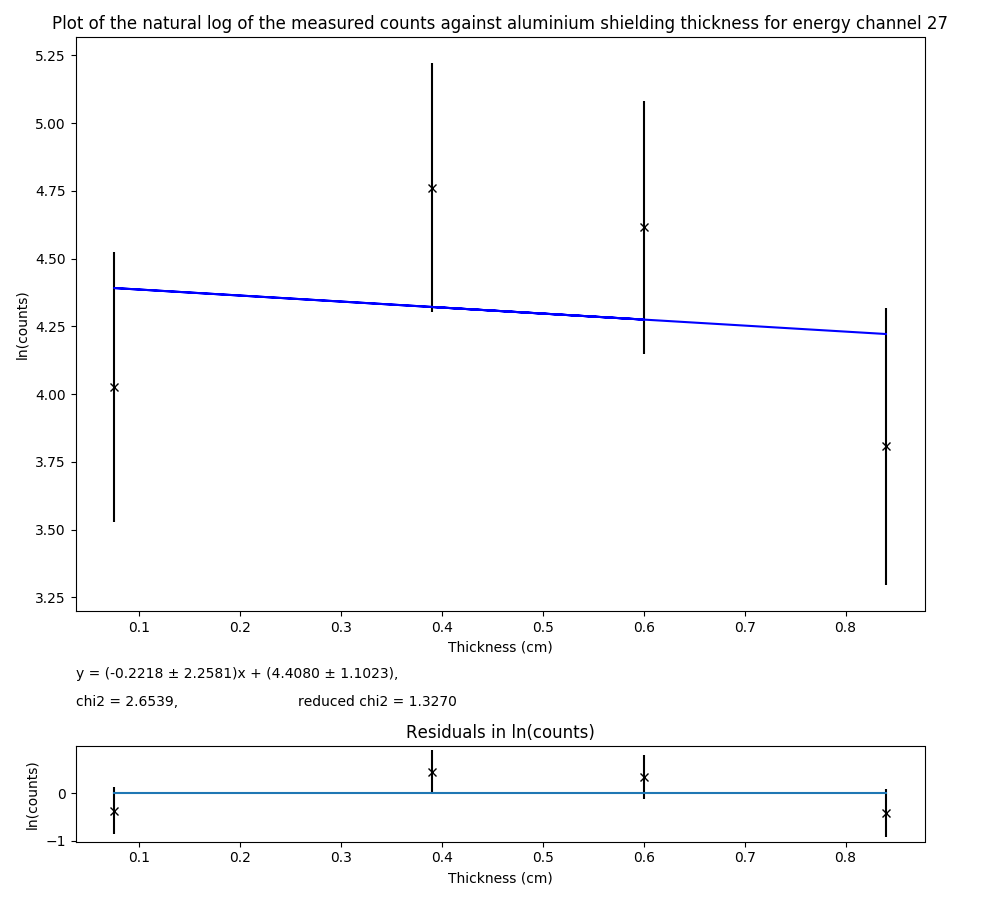 Plot of the natural log of the measured counts against aluminium shielding thickness for energy channel 27
ln(counts)
5.25
5.00
4.75
4.50
4.25
4.00
3.75
3.50
3.25
0.1 0.2 0.3 0.4 0.5 0.6 0.7 0.8
Thickness (cm)
y = (-0.2218 ± 2.2581)x + (4.4080 ± 1.1023),
chi2 = 2.6539, reduced chi2 = 1.3270
Residuals in ln(counts)
ln(counts)
0
−1
0.1 0.2 0.3 0.4 0.5 0.6 0.7 0.8
Thickness (cm)